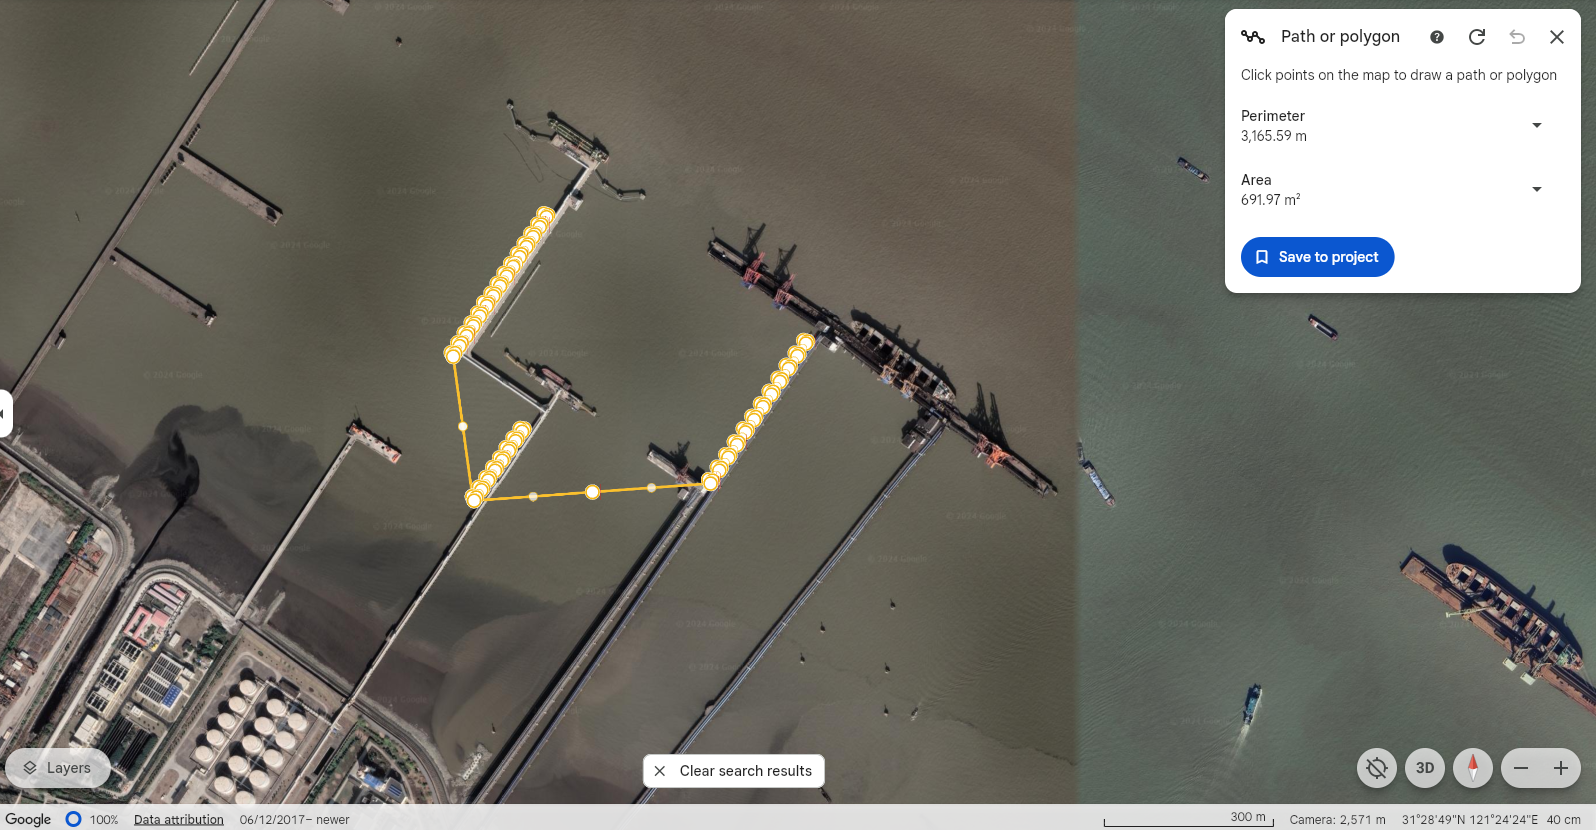 Path or polygon
Click points on the map to draw a path or polygon
Perimeter
3,165.59 m
Area
691.97 m²
Save to project
Layers
Clear search results
3D
Google
100%
Data attribution
06/12/2017– newer
300 m
Camera: 2,571 m
31°28'49"N 121°24'24"E
40 cm